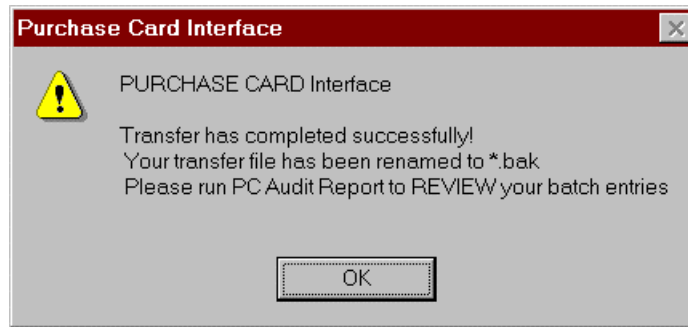 Purchase Card Interface
PURCHASE CARD Interface
Transfer has completed successfully!
Your transfer file has been renamed to *.bak
Please run PC Audit Report to REVIEW your batch entries
OK